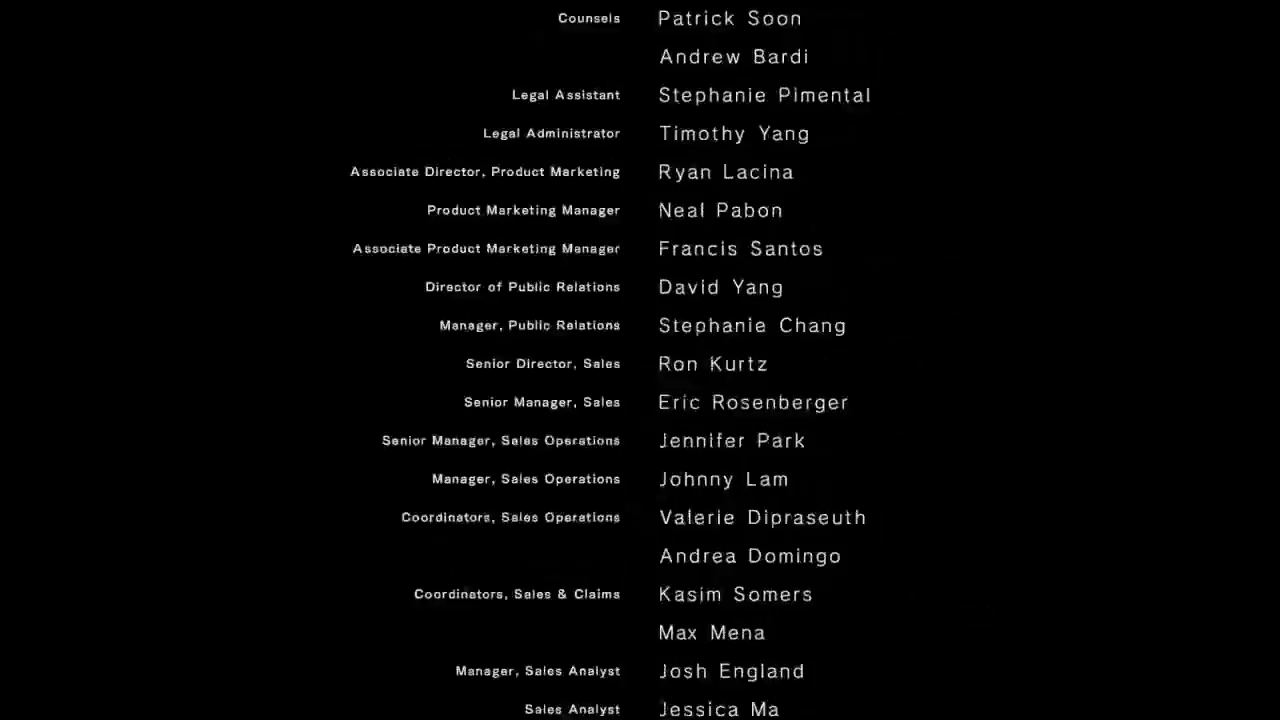 Counsels Patrick Soon
Andrew Bardi
Legal Assistant Stephanie Pimental
Legal Administrator Timothy Yang
Associate Director, Product Marketing Ryan Lacina
Product Marketing Manager Neal Pabon
Associate Product Marketing Manager Francis Santos
Director of Public Relations David Yang
Manager, Public Relations Stephanie Chang
Senior Director, Sales Ron Kurtz
Senior Manager, Sales Eric Rosenberger
Senior Manager, Sales Operations Jennifer Park
Manager, Sales Operations Johnny Lam
Coordinators, Sales Operations Valerie Dipraseuth
Andrea Domingo
Coordinators, Sales & Claims Kasim Somers
Max Mena
Manager, Sales Analyst Josh England
Sales Analyst Jessica Ma